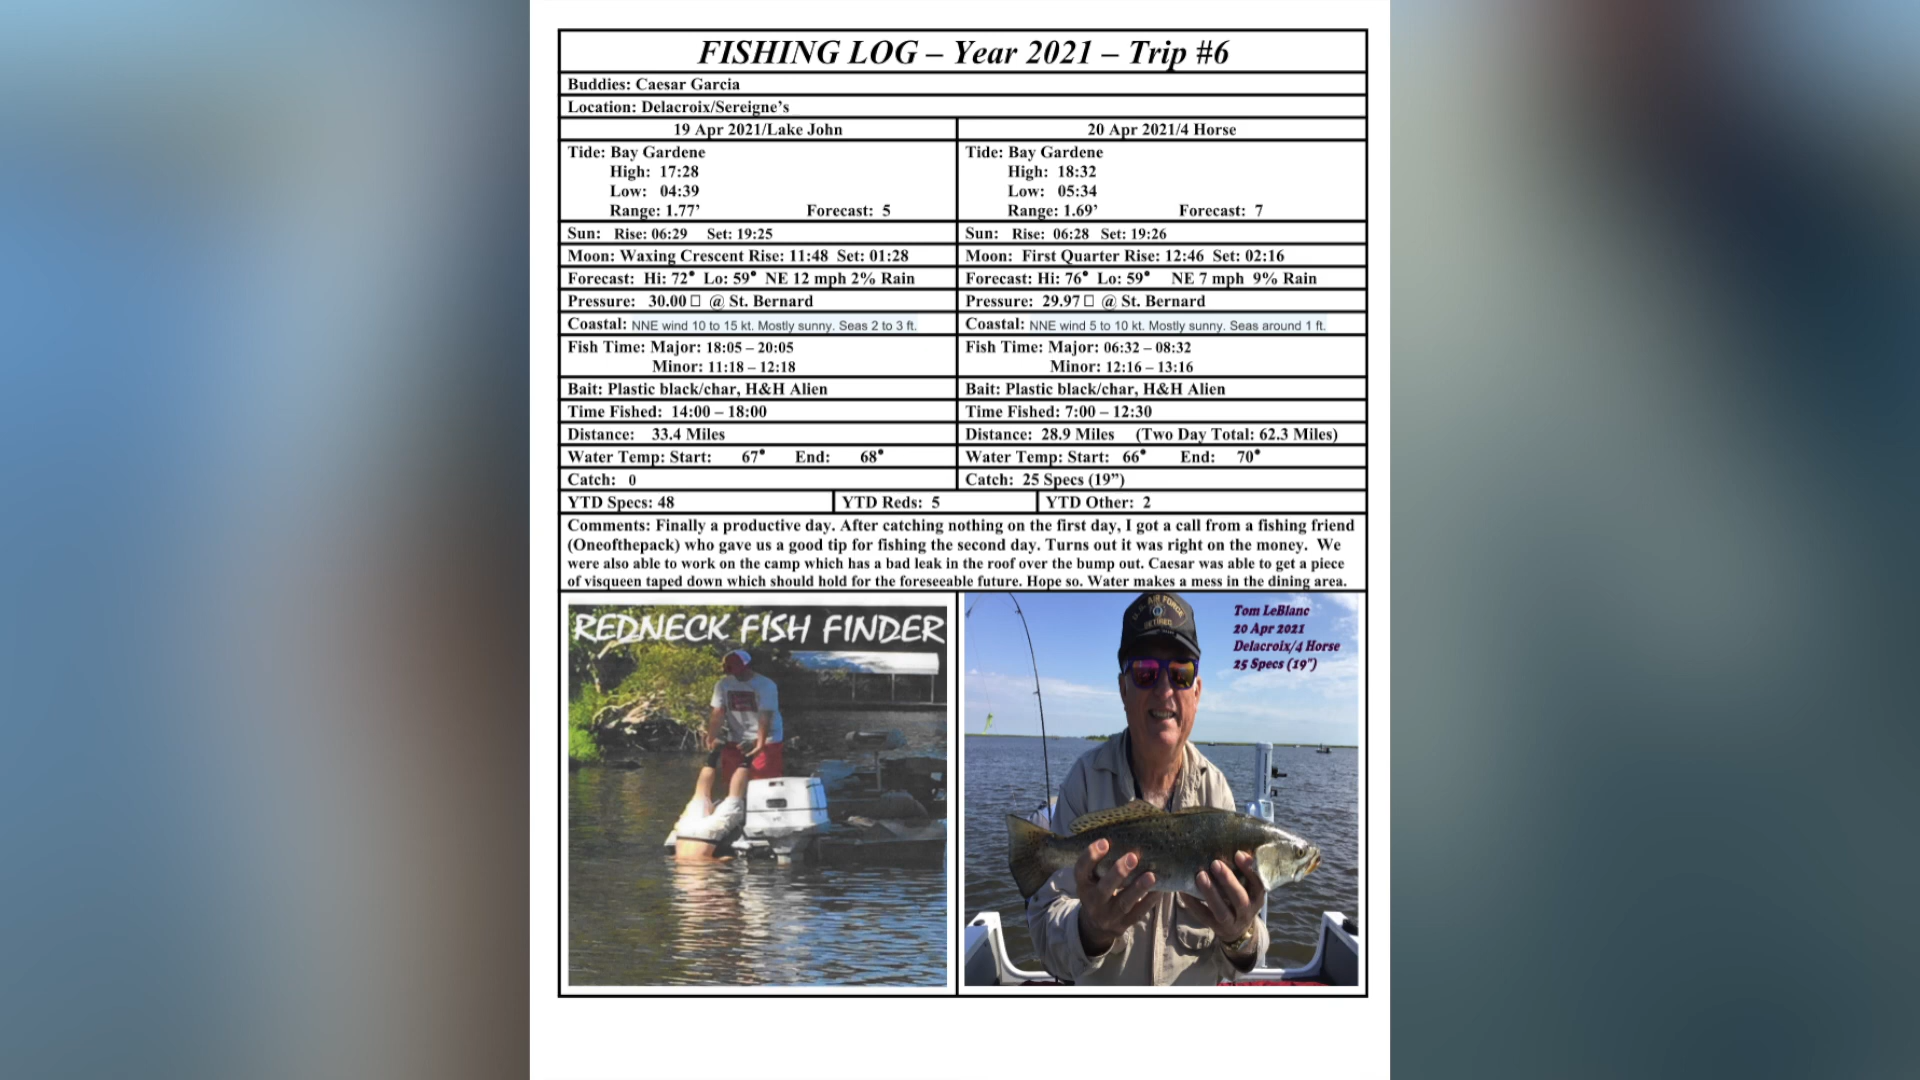 FISHING LOG – Year 2021 – Trip #6
Buddies: Caesar Garcia
Location: Delacroix/Sereigne’s
19 Apr 2021/Lake John
20 Apr 2021/4 Horse
Tide: Bay Gardene
High: 17:28
Low: 04:39
Range: 1.77’ Forecast: 5
Tide: Bay Gardene
High: 18:32
Low: 05:34
Range: 1.69’ Forecast: 7
Sun: Rise: 06:29 Set: 19:25
Sun: Rise: 06:28 Set: 19:26
Moon: Waxing Crescent Rise: 11:48 Set: 01:28
Moon: First Quarter Rise: 12:46 Set: 02:16
Forecast: Hi: 72° Lo: 59° NE 12 mph 2% Rain
Forecast: Hi: 76° Lo: 59° NE 7 mph 9% Rain
Pressure: 30.00 @ St. Bernard
Pressure: 29.97 @ St. Bernard
Coastal: NNE wind 10 to 15 kt. Mostly sunny. Seas 2 to 3 ft.
Coastal: NNE wind 5 to 10 kt. Mostly sunny. Seas around 1 ft.
Fish Time: Major: 18:05 – 20:05
Minor: 11:18 – 12:18
Fish Time: Major: 06:32 – 08:32
Minor: 12:16 – 13:16
Bait: Plastic black/char, H&H Alien
Bait: Plastic black/char, H&H Alien
Time Fished: 14:00 – 18:00
Time Fished: 7:00 – 12:30
Distance: 33.4 Miles
Distance: 28.9 Miles (Two Day Total: 62.3 Miles)
Water Temp: Start: 67° End: 68°
Water Temp: Start: 66° End: 70°
Catch: 0
Catch: 25 Specs (19”)
YTD Specs: 48
YTD Reds: 5
YTD Other: 2
Comments: Finally a productive day. After catching nothing on the first day, I got a call from a fishing friend
(Oneofthepack) who gave us a good tip for fishing the second day. Turns out it was right on the money. We
were also able to work on the camp which has a bad leak in the roof over the bump out. Caesar was able to get a piece
of visqueen taped down which should hold for the foreseeable future. Hope so. Water makes a mess in the dining area.
REDNECK FISH FINDER
Tom LeBlanc
20 Apr 2021
Delacroix/4 Horse
25 Specs (19")
U.S. AIR FORCE
RETIRED